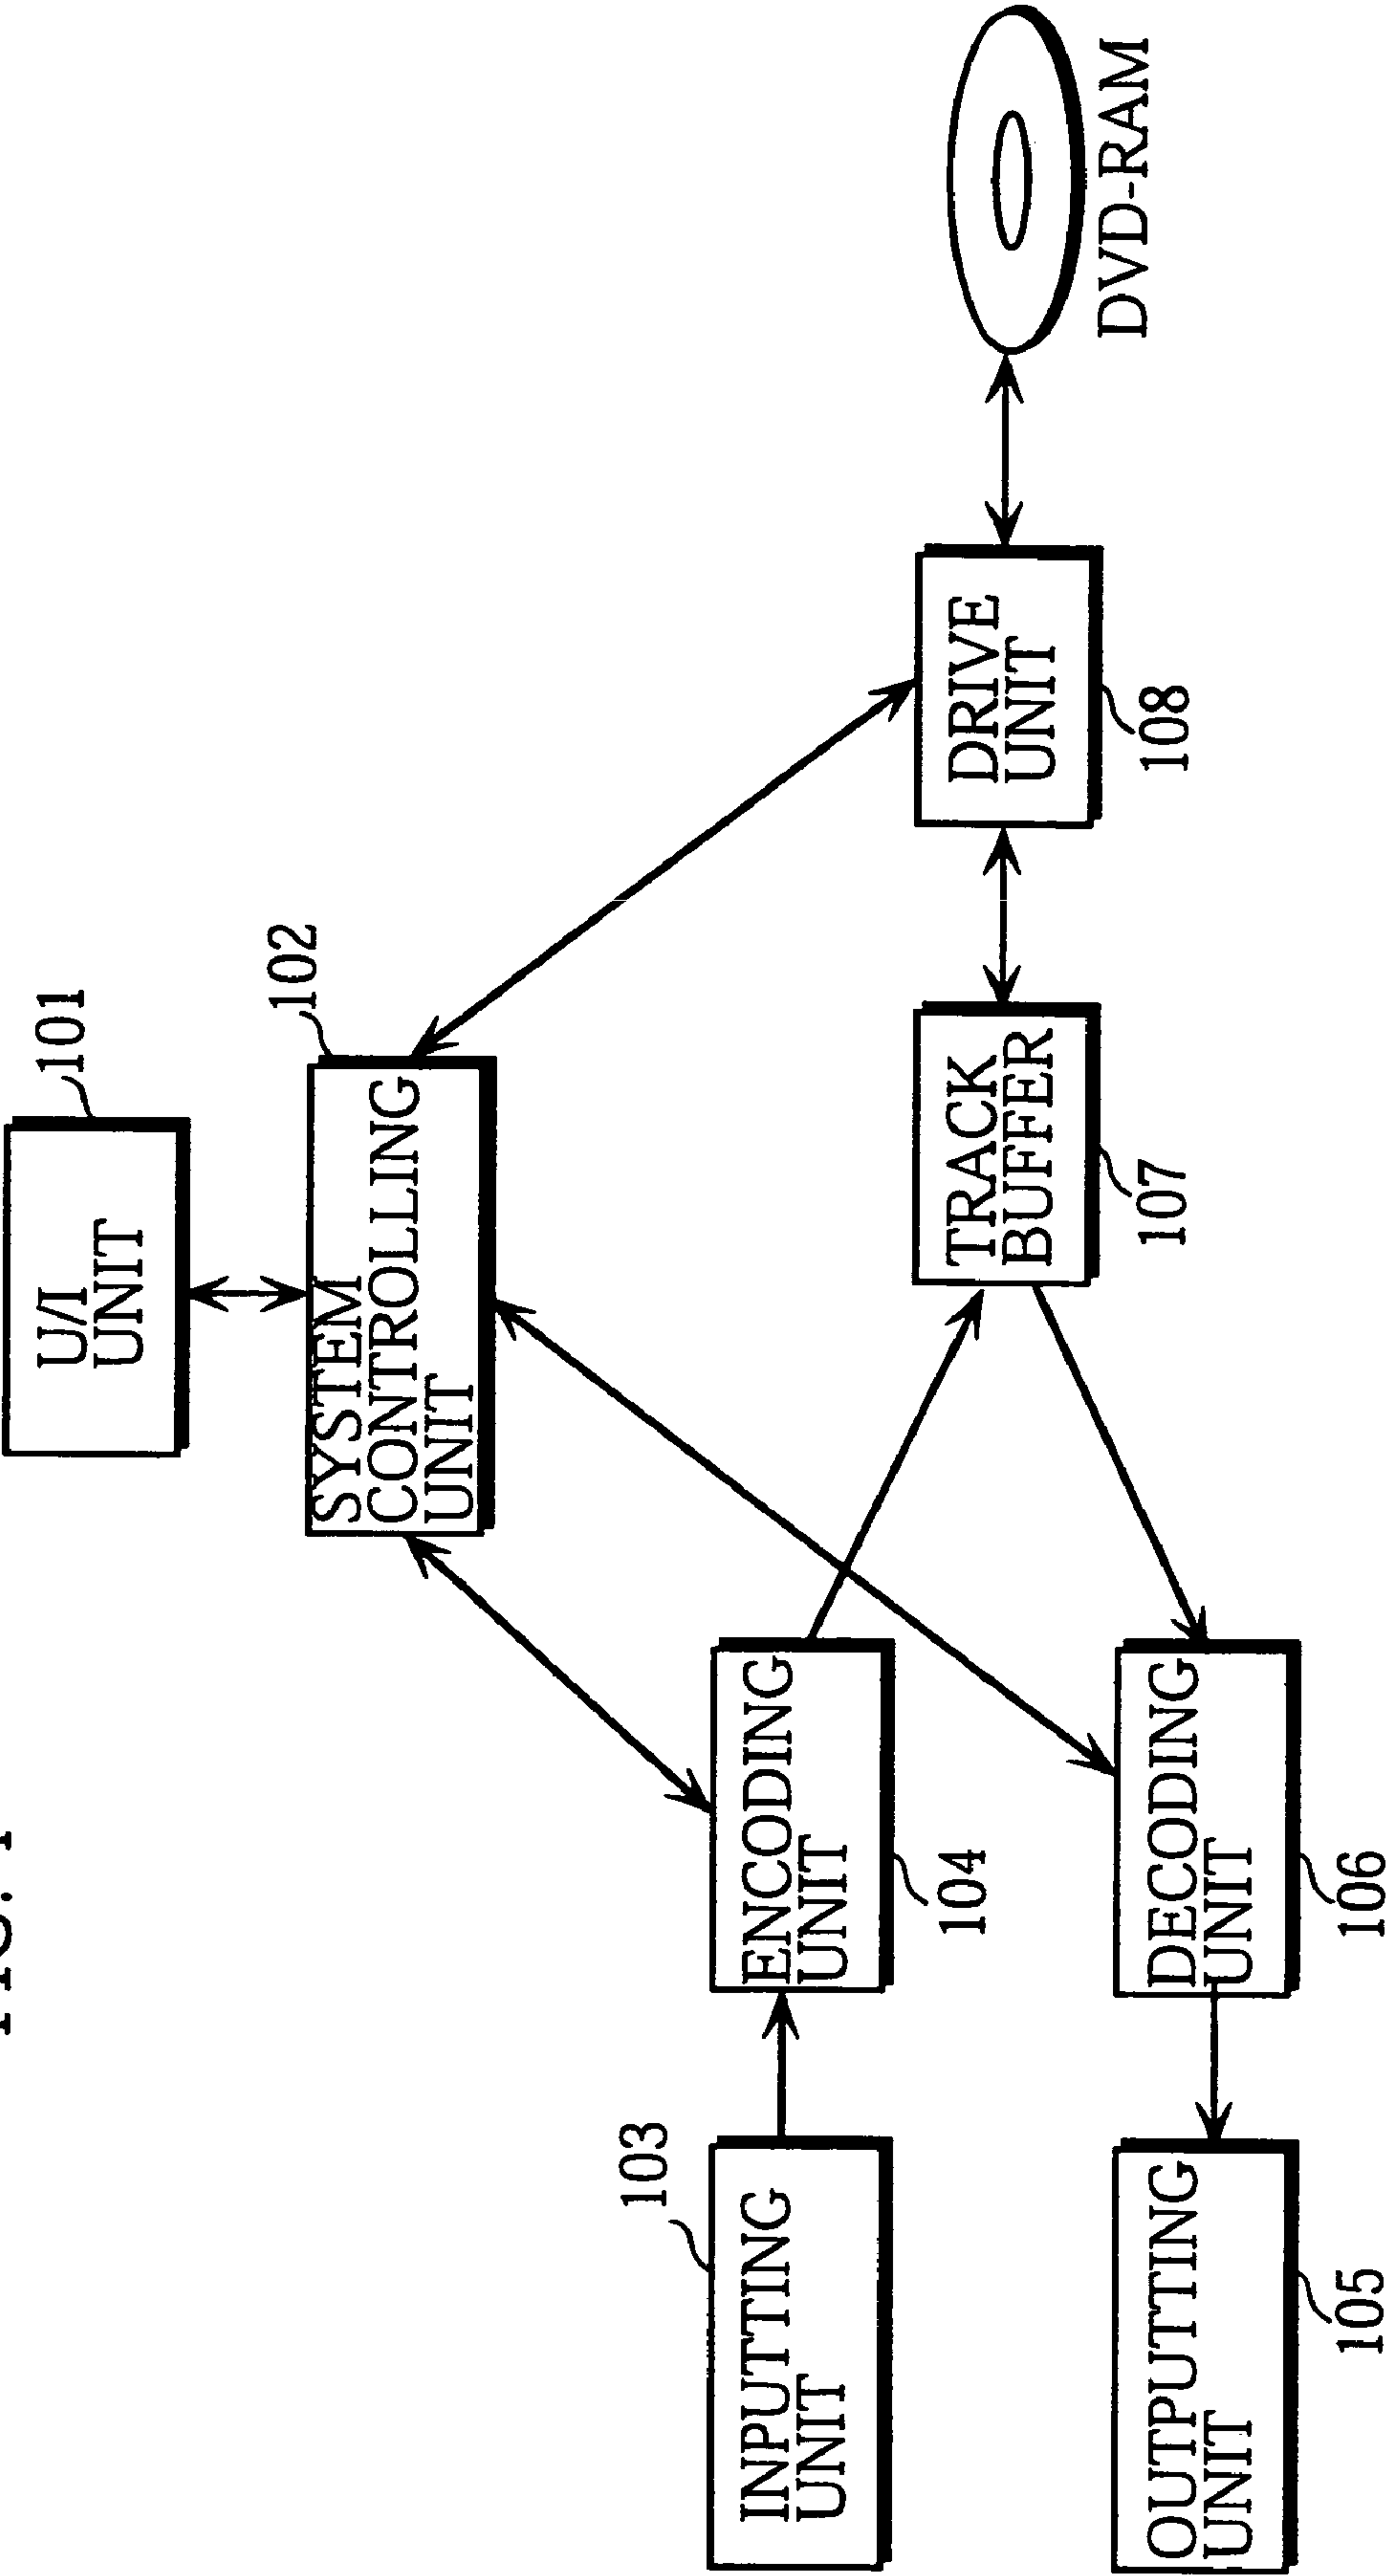 U/I
UNIT
101
SYSTEM
CONTROLLING
UNIT
102
INPUTTING
UNIT
103
ENCODING
UNIT
104
TRACK
BUFFER
107
DRIVE
UNIT
108
DVD-RAM
OUTPUTTING
UNIT
105
DECODING
UNIT
106